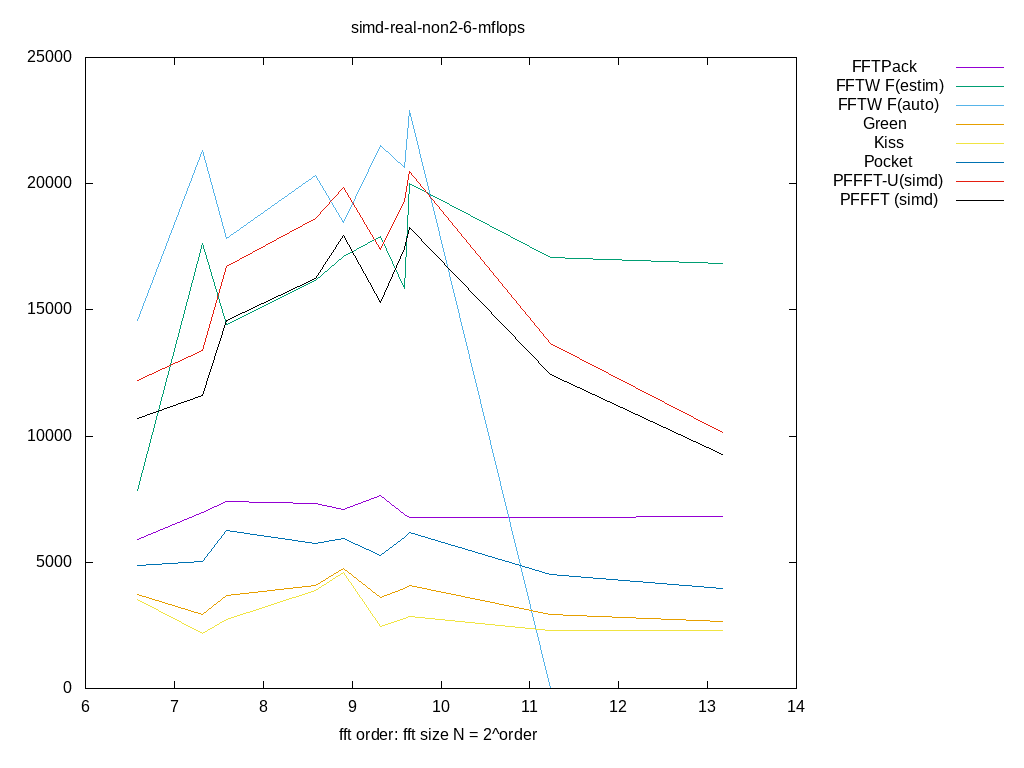 simd-real-non2-6-mflops
25000
20000
15000
10000
5000
0
6 7 8 9 10 11 12 13 14
fft order: fft size N = 2^order
FFTPack
FFTW F(estim)
FFTW F(auto)
Green
Kiss
Pocket
PFFFT-U(simd)
PFFFT (simd)